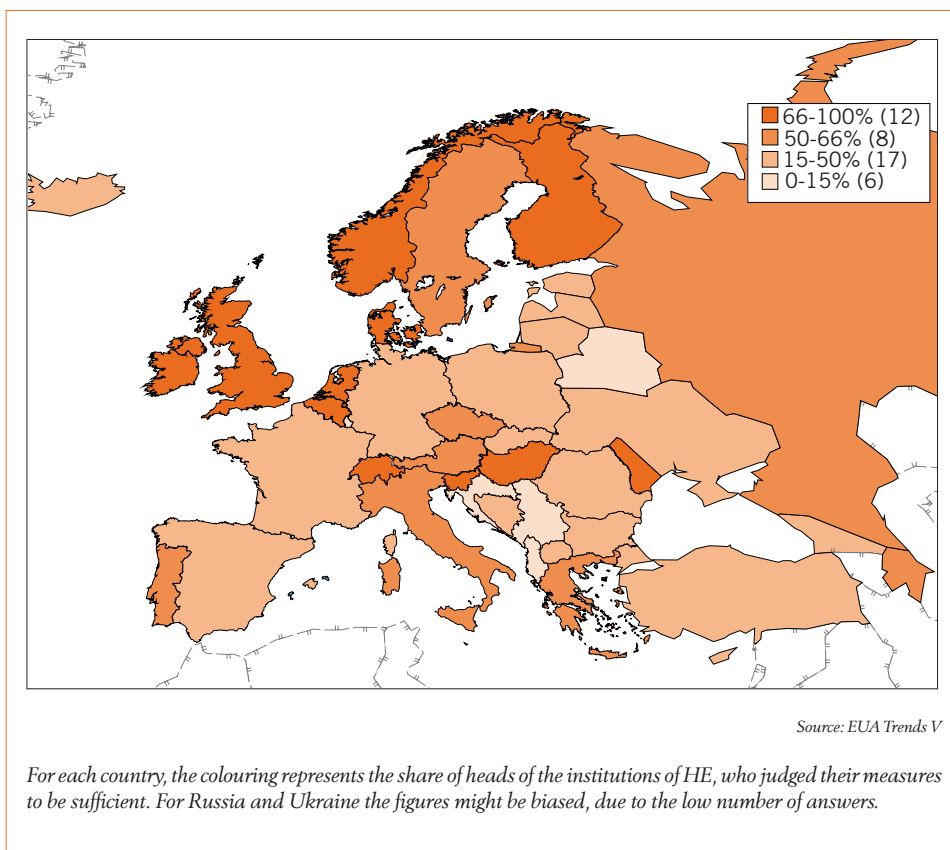 66-100% (12)
50-66% (8)
15-50% (17)
0-15% (6)
Source: EUA Trends V
For each country, the colouring represents the share of heads of the institutions of HE, who judged their measures
to be sufficient. For Russia and Ukraine the figures might be biased, due to the low number of answers.